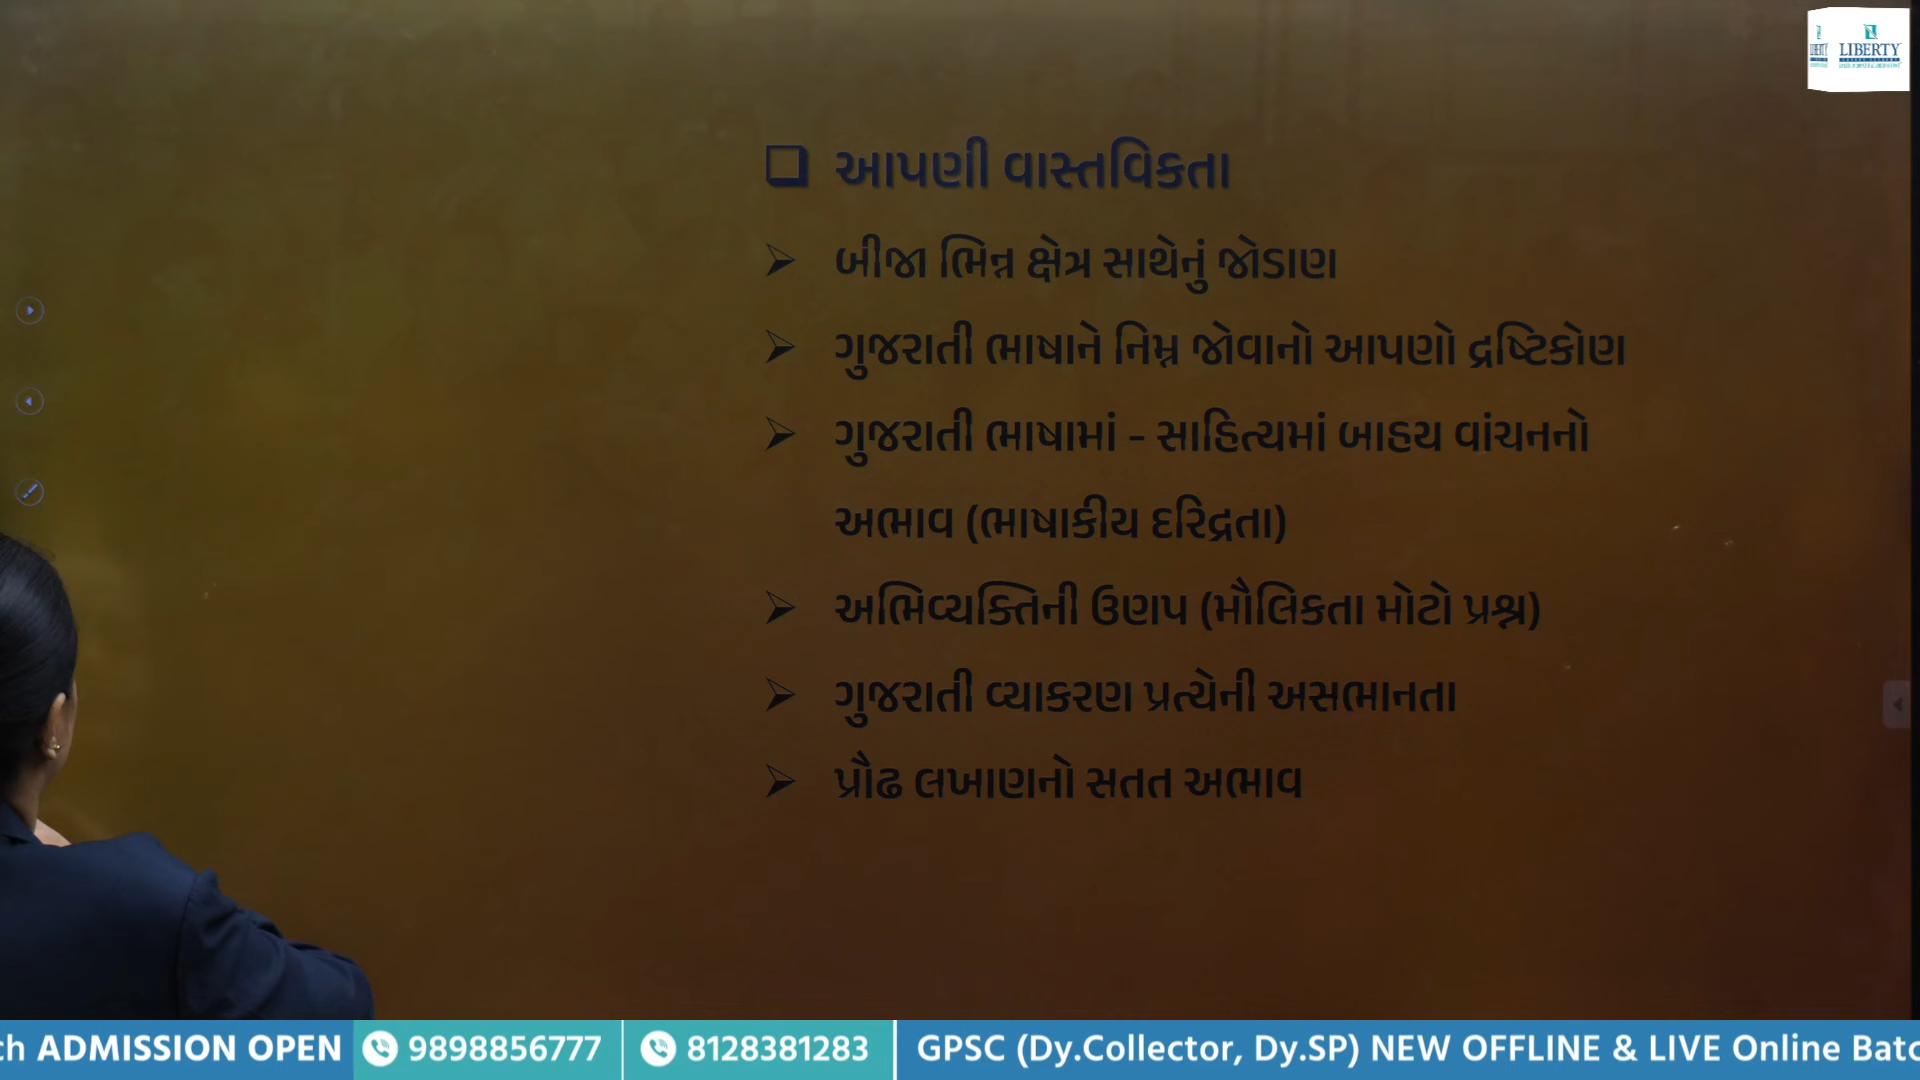 LIBERTY
❑ આપણી વાસ્તવિકતા
➢ બીજા ભિન્ન ક્ષેત્ર સાથેનું જોડાણ
➢ ગુજરાતી ભાષાને નિમ્ન જોવાનો આપણો દ્રષ્ટિકોણ
➢ ગુજરાતી ભાષામાં - સાહિત્યમાં બાહ્ય વાંચનનો
અભાવ (ભાષાકીય દરિદ્રતા)
➢ અભિવ્યક્તિની ઉણપ (મૌલિકતા મોટો પ્રશ્ન)
➢ ગુજરાતી વ્યાકરણ પ્રત્યેની અસભાનતા
➢ પ્રૌઢ લખાણનો સતત અભાવ
ch ADMISSION OPEN 9898856777 8128381283 GPSC (Dy.Collector, Dy.SP) NEW OFFLINE & LIVE Online Batc